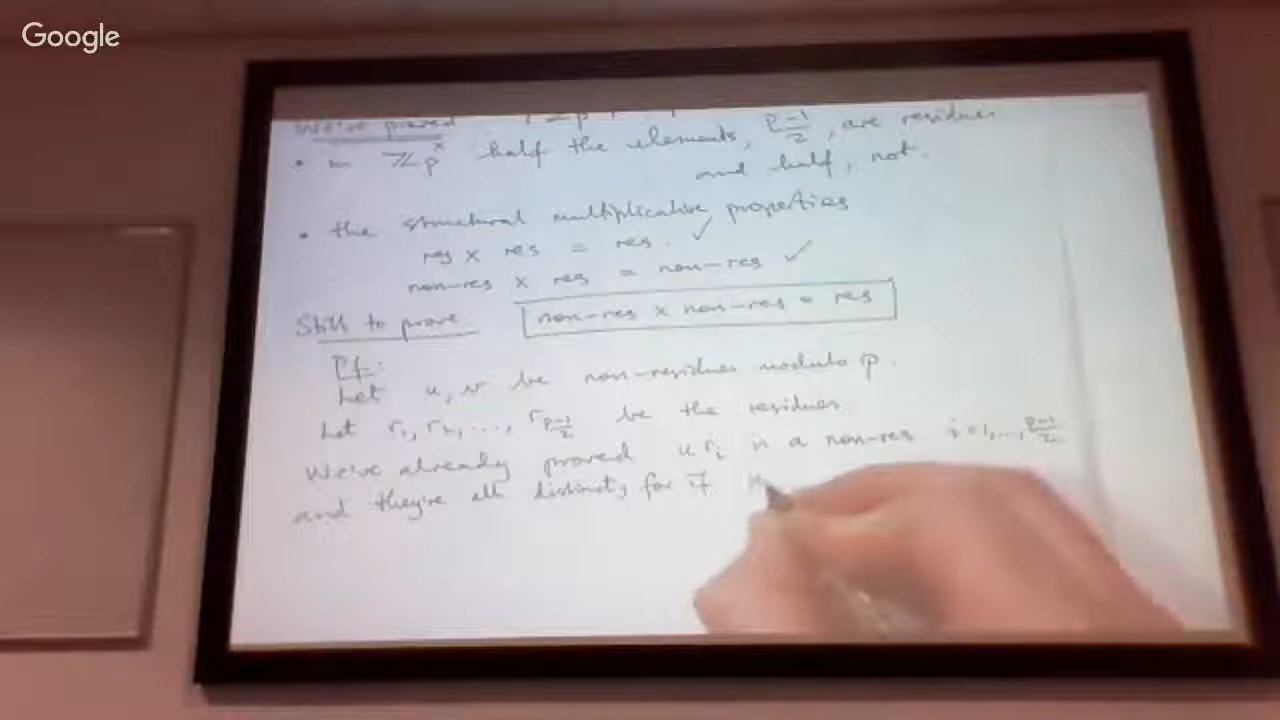 Google
We've proved
• in ℤp^x half the elements, p-1/2, are residues
and half, not.
• the structural multiplicative properties
res x res = res. ✓
non-res x res = non-res ✓
Still to prove non-res x non-res = res
Pf:
Let u, v be non-residues modulo p.
Let r1, r2, ..., r p-1/2 be the residues
We've already proved u ri is a non-res. i=1,..., p-1/2
and they're all distinct, for if